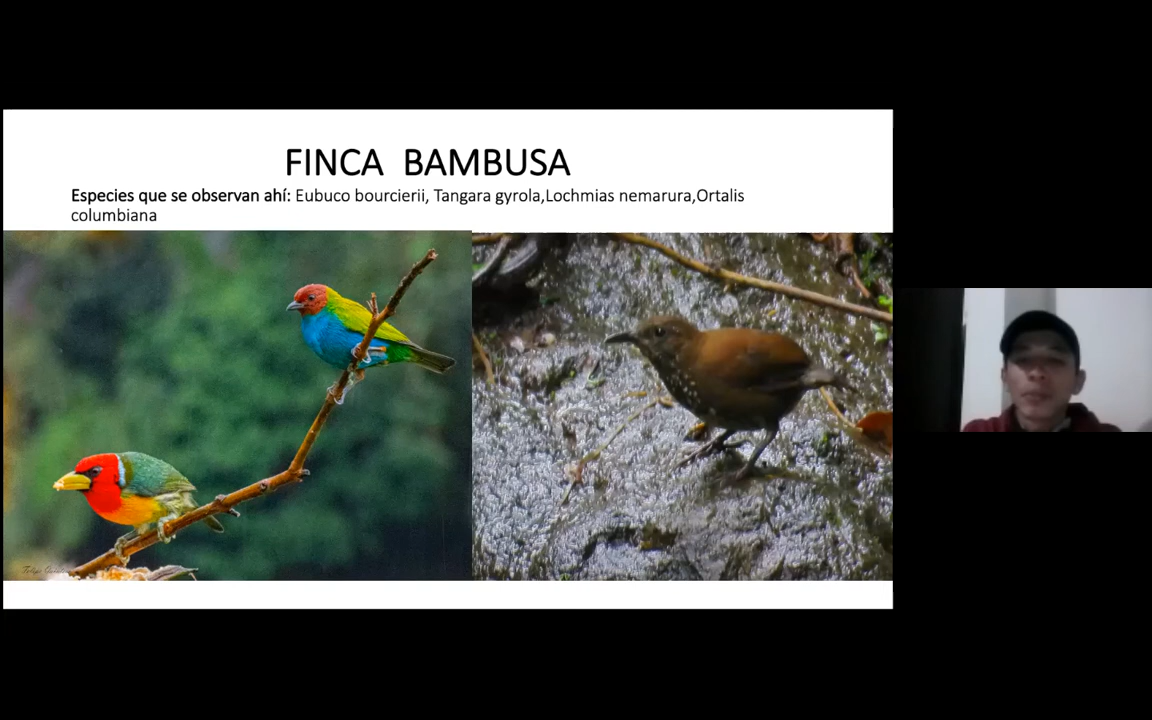 FINCA BAMBUSA
Especies que se observan ahí: Eubuco bourcierii, Tangara gyrola,Lochmias nemarura,Ortalis
columbiana